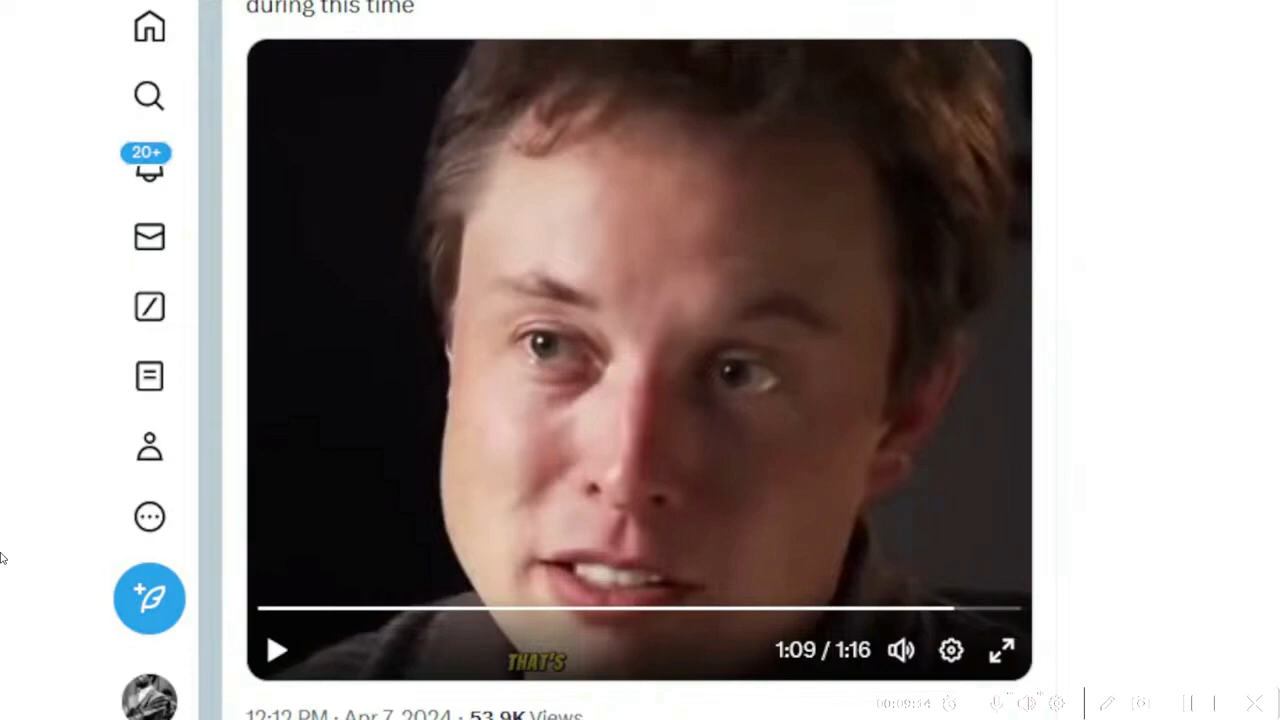 during this time
20+
1:09 / 1:16
THAT'S
12:12 PM · Apr 7, 2024 · 53.9K Views